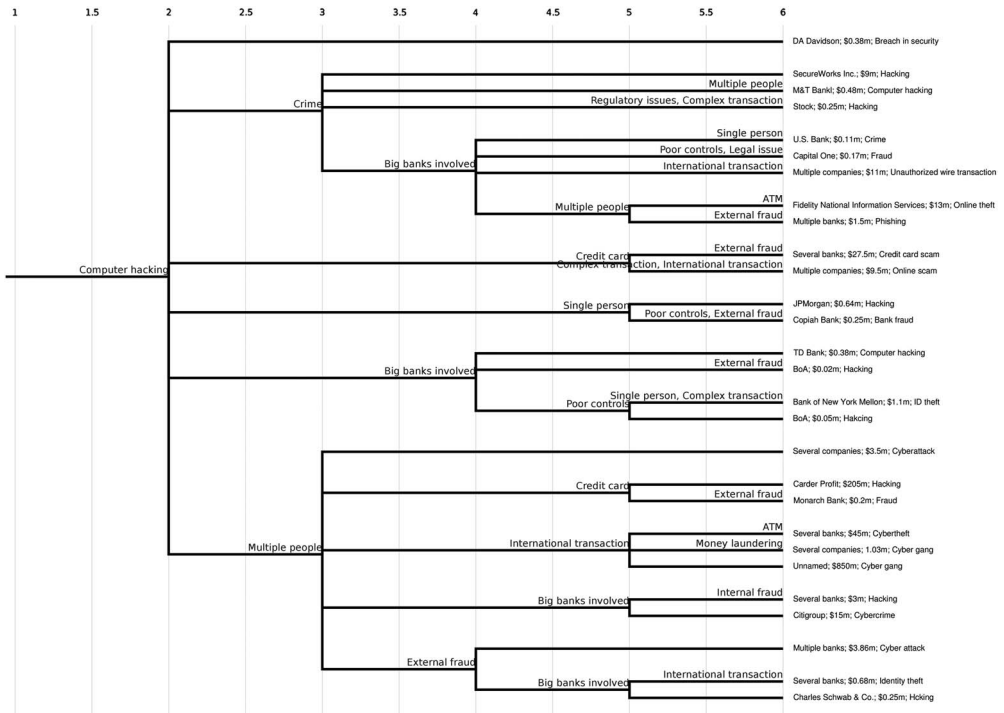 1 1.5 2 2.5 3 3.5 4 4.5 5 5.5 6
DA Davidson; $0.38m; Breach in security
SecureWorks Inc.; $9m; Hacking
Multiple people
M&T Bankl; $0.48m; Computer hacking
Crime
Regulatory issues, Complex transaction
Stock; $0.25m; Hacking
Single person
U.S. Bank; $0.11m; Crime
Poor controls, Legal issue
Capital One; $0.17m; Fraud
Big banks involved
International transaction
Multiple companies; $11m; Unauthorized wire transaction
ATM
Multiple people
Fidelity National Information Services; $13m; Online theft
External fraud
Multiple banks; $1.5m; Phishing
External fraud
Credit card
Several banks; $27.5m; Credit card scam
Complex transaction, International transaction
Computer hacking
Multiple companies; $9.5m; Online scam
Single person
JPMorgan; $0.64m; Hacking
Poor controls, External fraud
Copiah Bank; $0.25m; Bank fraud
TD Bank; $0.38m; Computer hacking
External fraud
Big banks involved
BoA; $0.02m; Hacking
Single person, Complex transaction
Poor controls
Bank of New York Mellon; $1.1m; ID theft
BoA; $0.05m; Hakcing
Several companies; $3.5m; Cyberattack
Credit card
Carder Profit; $205m; Hacking
External fraud
Monarch Bank; $0.2m; Fraud
ATM
Several banks; $45m; Cybertheft
Multiple people
International transaction
Money laundering
Several companies; 1.03m; Cyber gang
Unnamed; $850m; Cyber gang
Internal fraud
Big banks involved
Several banks; $3m; Hacking
Citigroup; $15m; Cybercrime
Multiple banks; $3.86m; Cyber attack
External fraud
International transaction
Big banks involved
Several banks; $0.68m; Identity theft
Charles Schwab & Co.; $0.25m; Hcking